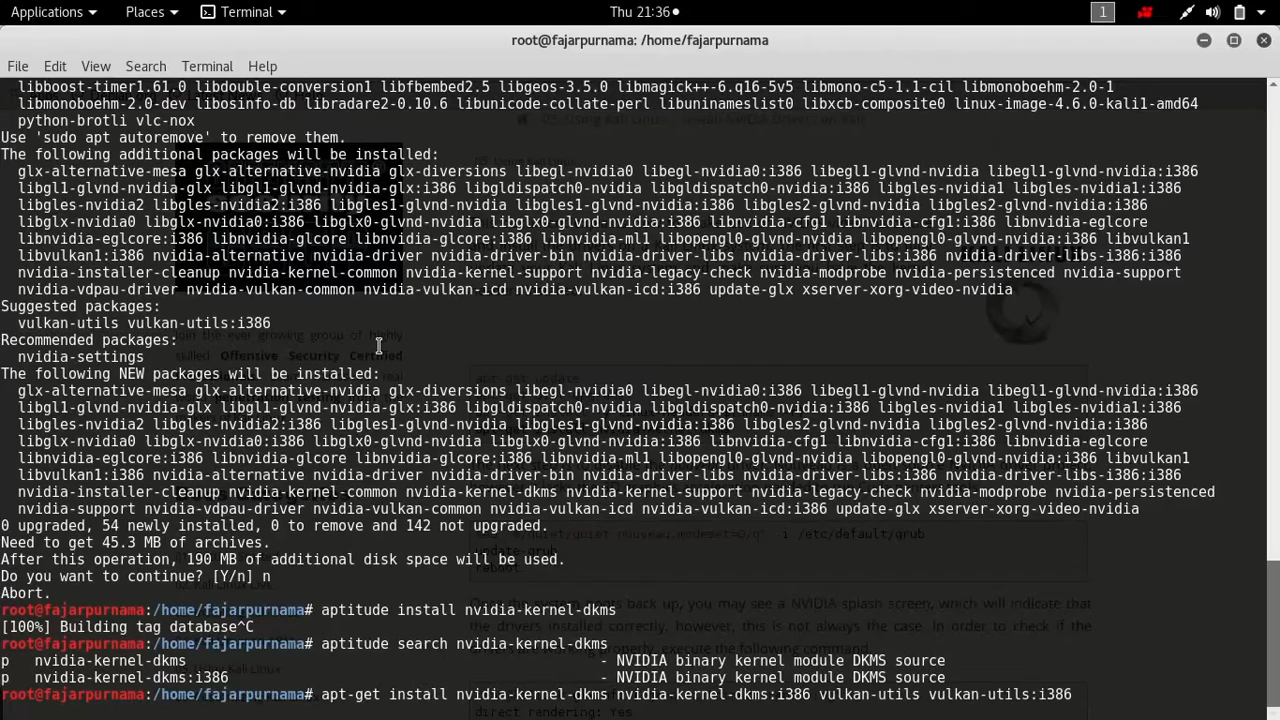 Applications Places Terminal Thu 21:36 1
root@fajarpurnama: /home/fajarpurnama
File Edit View Search Terminal Help
libboost-timer1.61.0 libdouble-conversion1 libfbembed2.5 libgeos-3.5.0 libmagick++-6.q16-5v5 libmono-c5-1.1-cil libmonoboehm-2.0-1
libmonoboehm-2.0-dev libosinfo-db libradare2-0.10.6 libunicode-collate-perl libuninameslist0 libxcb-composite0 linux-image-4.6.0-kali1-amd64
python-brotli vlc-nox
Use 'sudo apt autoremove' to remove them.
The following additional packages will be installed:
glx-alternative-mesa glx-alternative-nvidia glx-diversions libegl-nvidia0 libegl-nvidia0:i386 libegl1-glvnd-nvidia libegl1-glvnd-nvidia:i386
libgl1-glvnd-nvidia-glx libgl1-glvnd-nvidia-glx:i386 libgldispatch0-nvidia libgldispatch0-nvidia:i386 libgles-nvidia1 libgles-nvidia1:i386
libgles-nvidia2 libgles-nvidia2:i386 libgles1-glvnd-nvidia libgles1-glvnd-nvidia:i386 libgles2-glvnd-nvidia libgles2-glvnd-nvidia:i386
libglx-nvidia0 libglx-nvidia0:i386 libglx0-glvnd-nvidia libglx0-glvnd-nvidia:i386 libnvidia-cfg1 libnvidia-cfg1:i386 libnvidia-eglcore
libnvidia-eglcore:i386 libnvidia-glcore libnvidia-glcore:i386 libnvidia-ml1 libopengl0-glvnd-nvidia libopengl0-glvnd-nvidia:i386 libvulkan1
libvulkan1:i386 nvidia-alternative nvidia-driver nvidia-driver-bin nvidia-driver-libs nvidia-driver-libs:i386 nvidia-driver-libs-i386:i386
nvidia-installer-cleanup nvidia-kernel-common nvidia-kernel-support nvidia-legacy-check nvidia-modprobe nvidia-persistenced nvidia-support
nvidia-vdpau-driver nvidia-vulkan-common nvidia-vulkan-icd nvidia-vulkan-icd:i386 update-glx xserver-xorg-video-nvidia
Suggested packages:
vulkan-utils vulkan-utils:i386
Recommended packages:
nvidia-settings
The following NEW packages will be installed:
glx-alternative-mesa glx-alternative-nvidia glx-diversions libegl-nvidia0 libegl-nvidia0:i386 libegl1-glvnd-nvidia libegl1-glvnd-nvidia:i386
libgl1-glvnd-nvidia-glx libgl1-glvnd-nvidia-glx:i386 libgldispatch0-nvidia libgldispatch0-nvidia:i386 libgles-nvidia1 libgles-nvidia1:i386
libgles-nvidia2 libgles-nvidia2:i386 libgles1-glvnd-nvidia libgles1-glvnd-nvidia:i386 libgles2-glvnd-nvidia libgles2-glvnd-nvidia:i386
libglx-nvidia0 libglx-nvidia0:i386 libglx0-glvnd-nvidia libglx0-glvnd-nvidia:i386 libnvidia-cfg1 libnvidia-cfg1:i386 libnvidia-eglcore
libnvidia-eglcore:i386 libnvidia-glcore libnvidia-glcore:i386 libnvidia-ml1 libopengl0-glvnd-nvidia libopengl0-glvnd-nvidia:i386 libvulkan1
libvulkan1:i386 nvidia-alternative nvidia-driver nvidia-driver-bin nvidia-driver-libs nvidia-driver-libs:i386 nvidia-driver-libs-i386:i386
nvidia-installer-cleanup nvidia-kernel-common nvidia-kernel-dkms nvidia-kernel-support nvidia-legacy-check nvidia-modprobe nvidia-persistenced
nvidia-support nvidia-vdpau-driver nvidia-vulkan-common nvidia-vulkan-icd nvidia-vulkan-icd:i386 update-glx xserver-xorg-video-nvidia
0 upgraded, 54 newly installed, 0 to remove and 142 not upgraded.
Need to get 45.3 MB of archives.
After this operation, 190 MB of additional disk space will be used.
Do you want to continue? [Y/n] n
Abort.
root@fajarpurnama:/home/fajarpurnama# aptitude install nvidia-kernel-dkms
[100%] Building tag database^C
root@fajarpurnama:/home/fajarpurnama# aptitude search nvidia-kernel-dkms
p nvidia-kernel-dkms - NVIDIA binary kernel module DKMS source
p nvidia-kernel-dkms:i386 - NVIDIA binary kernel module DKMS source
root@fajarpurnama:/home/fajarpurnama# apt-get install nvidia-kernel-dkms nvidia-kernel-dkms:i386 vulkan-utils vulkan-utils:i386